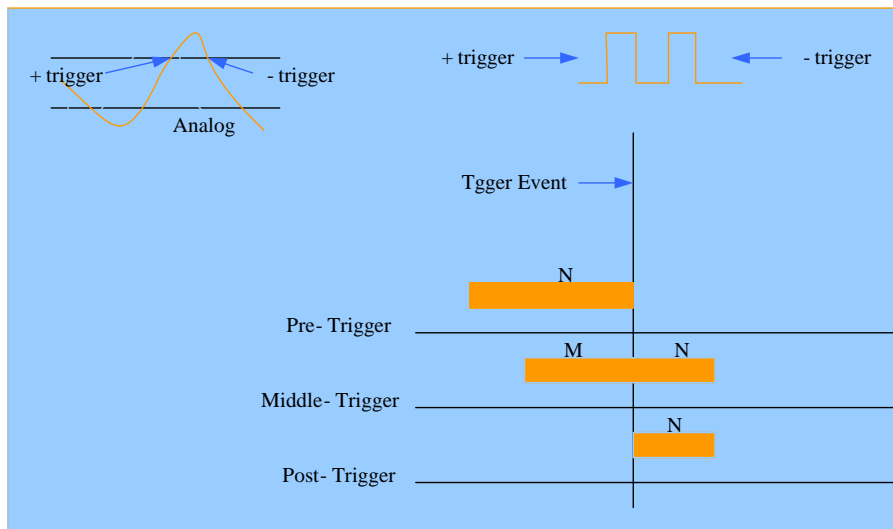 + trigger
- trigger
Analog
+ trigger
- trigger
Tgger Event
N
Pre- Trigger
M N
Middle- Trigger
N
Post- Trigger